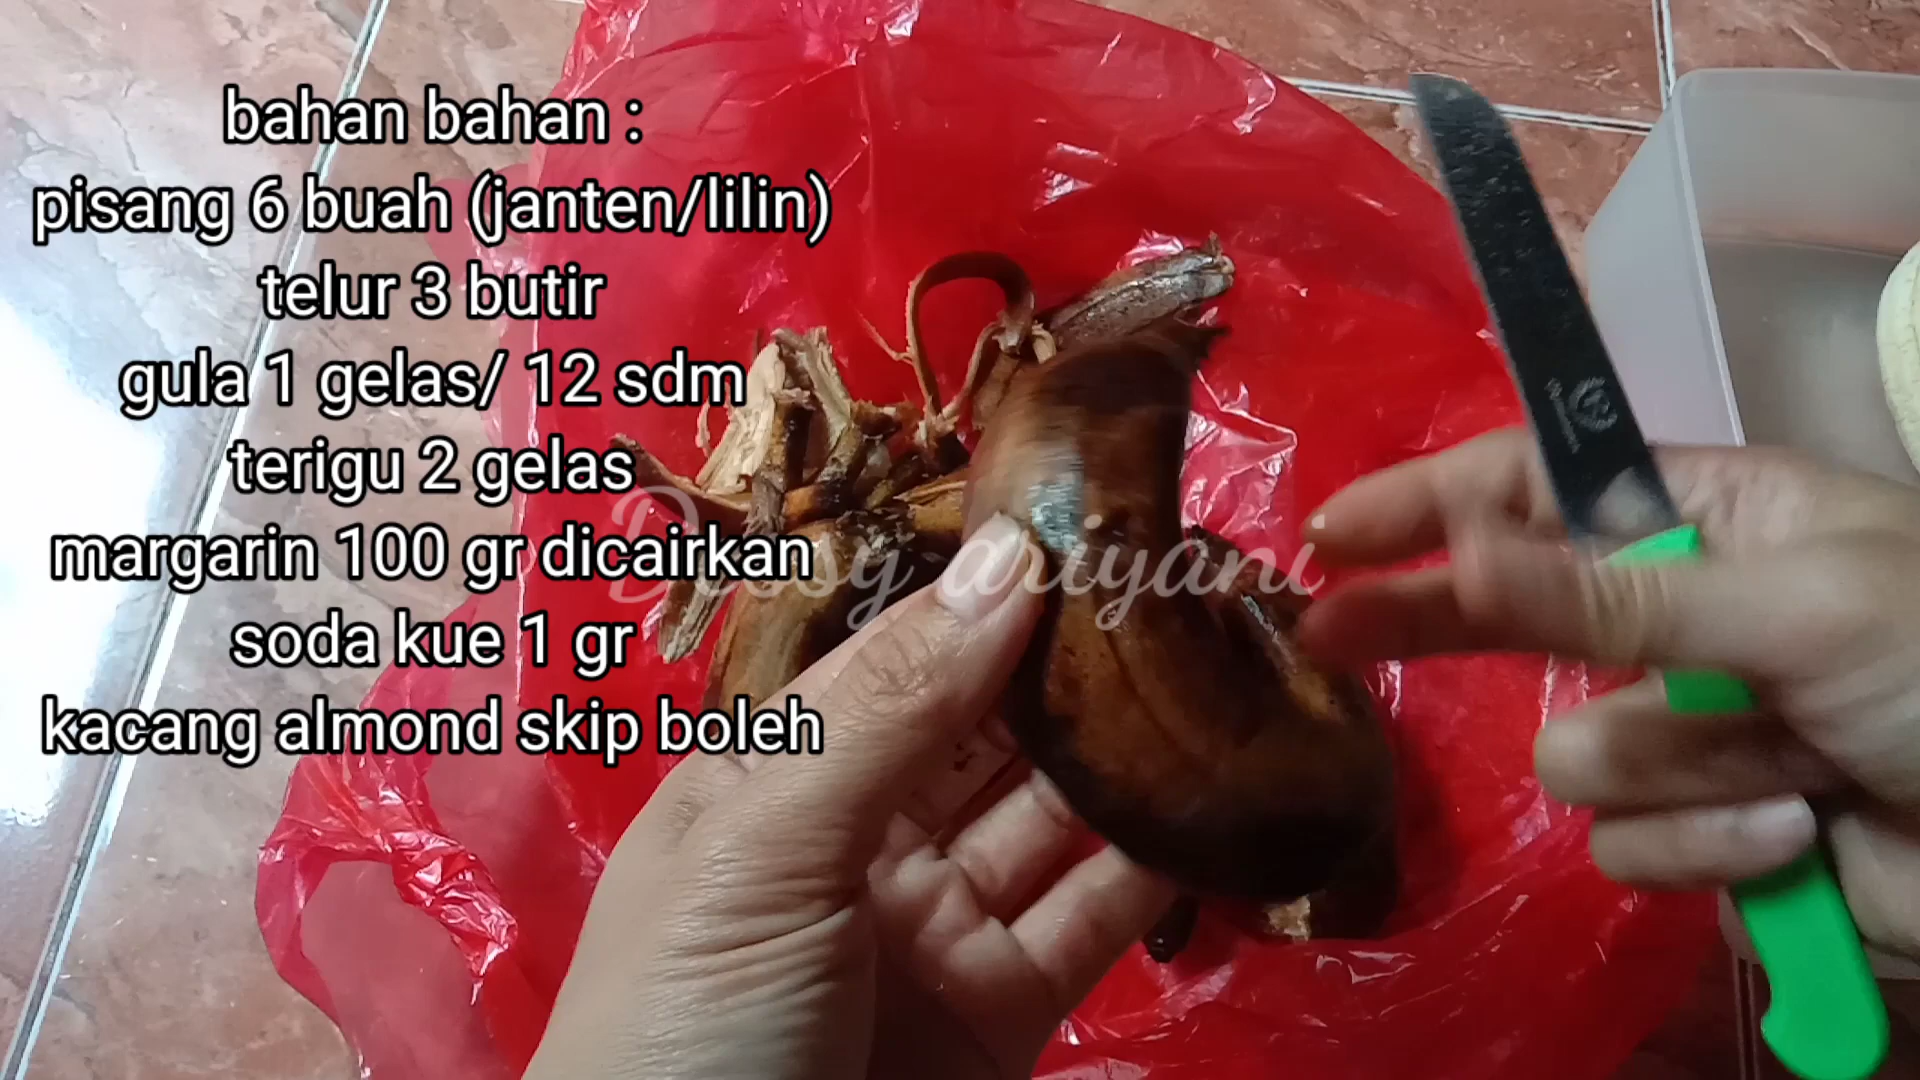 bahan bahan :
pisang 6 buah (janten/lilin)
telur 3 butir
gula 1 gelas/ 12 sdm
terigu 2 gelas
margarin 100 gr dicairkan
soda kue 1 gr
kacang almond skip boleh
ariyani